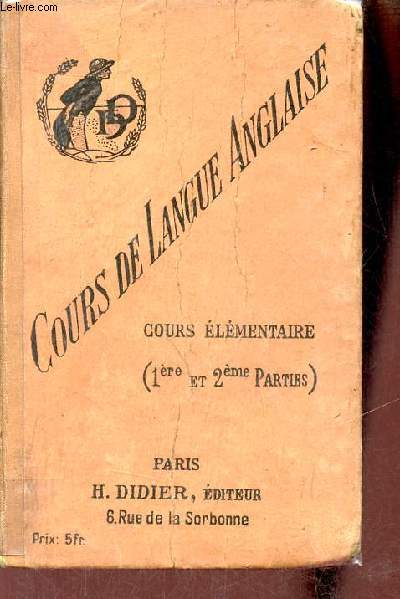 Le-livre.com
HD
COURS DE LANGUE ANGLAISE
COURS ÉLÉMENTAIRE
(1ère ET 2ème PARTIES)
PARIS
H. DIDIER, ÉDITEUR
6, Rue de la Sorbonne
Prix: 5fr.